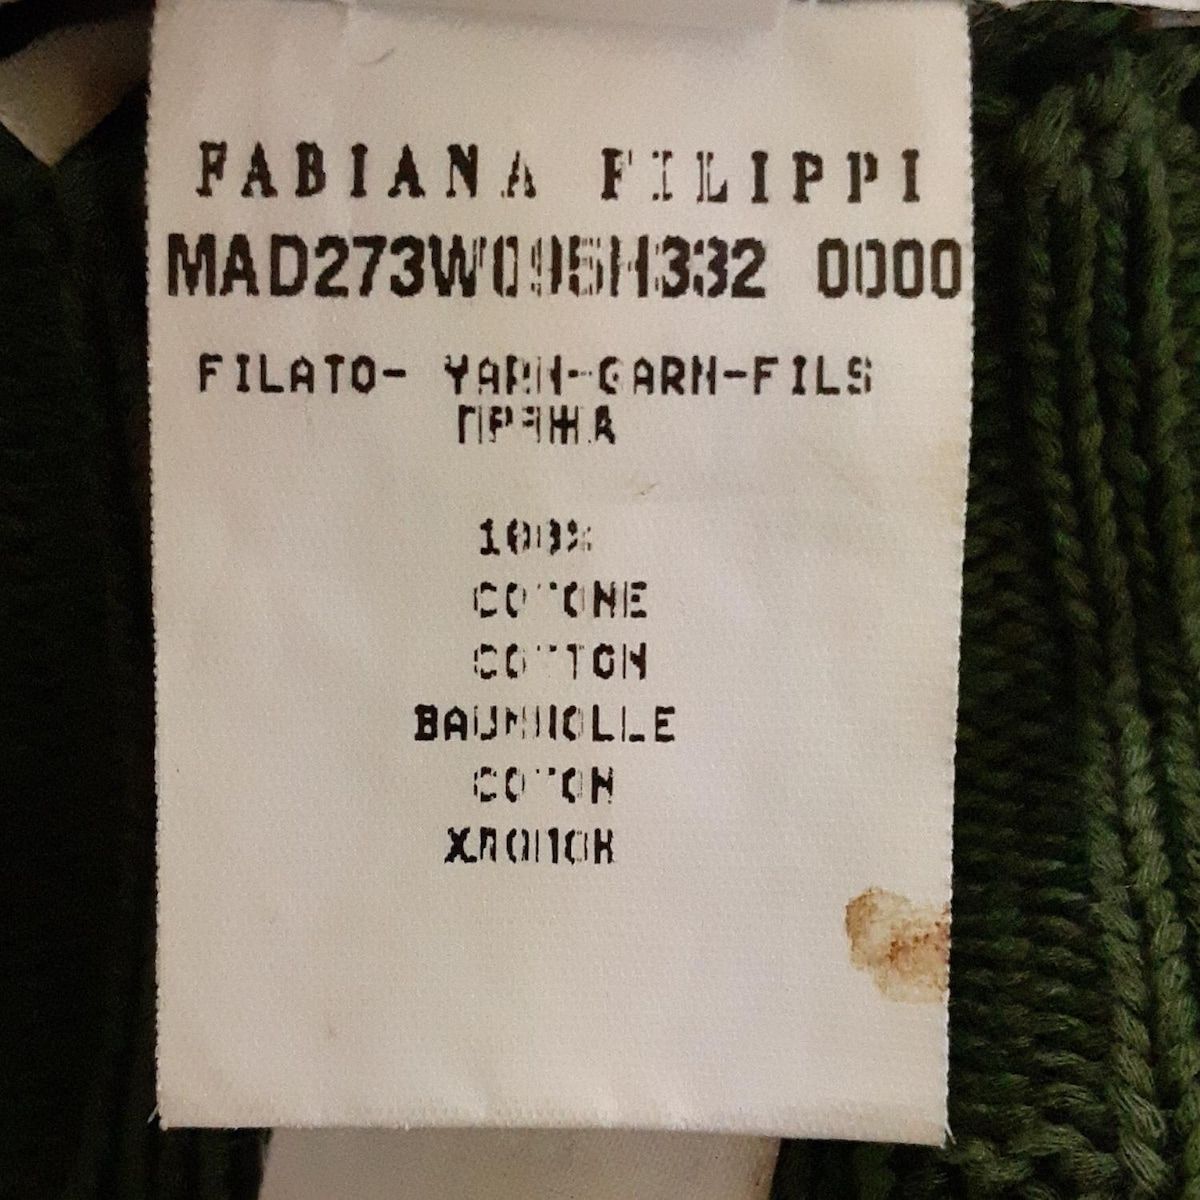 FABIANA FILIPPI
MAD273W095H332 0000
FILATO- YARN-GARN-FILS
ПРЯЖА
100%
COTONE
COTTON
BAUMWOLLE
COTON
ХЛОПОК